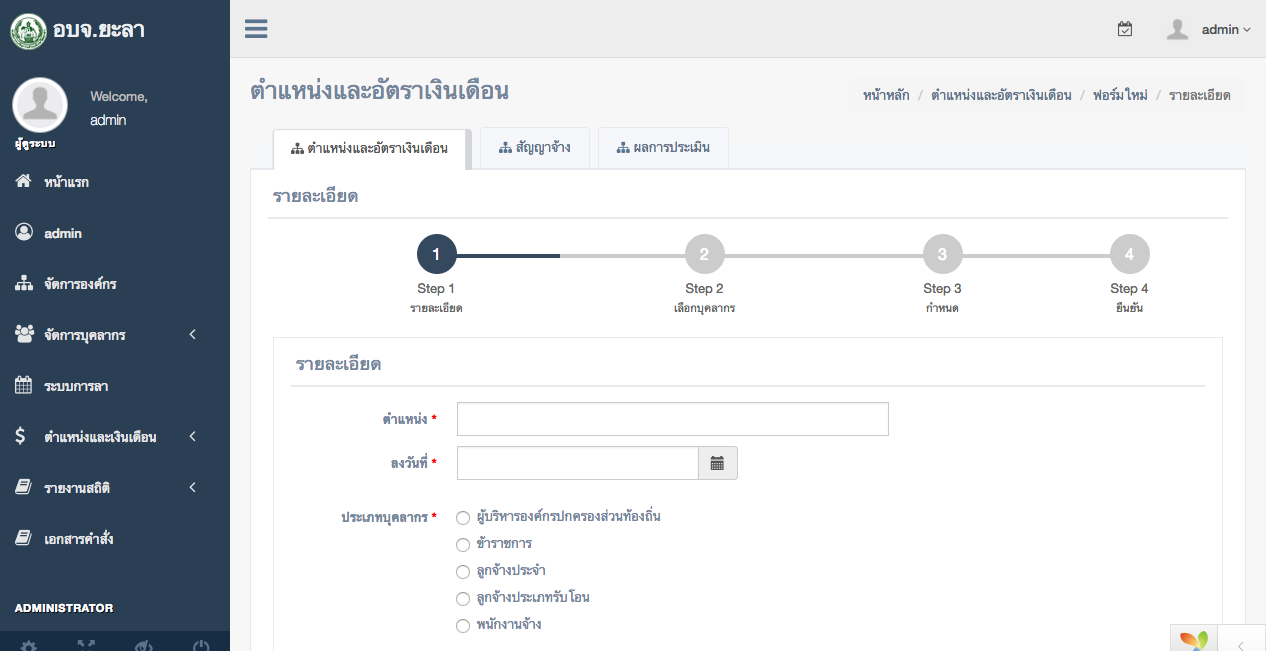 อบจ.ยะลา
Welcome,
admin
ผู้ดูระบบ
หน้าแรก
admin
จัดการองค์กร
จัดการบุคลากร
ระบบการลา
ตำแหน่งและเงินเดือน
รายงานสถิติ
เอกสารคำสั่ง
ADMINISTRATOR
admin
ตำแหน่งและอัตราเงินเดือน
หน้าหลัก / ตำแหน่งและอัตราเงินเดือน / ฟอร์มใหม่ / รายละเอียด
ตำแหน่งและอัตราเงินเดือน
สัญญาจ้าง
ผลการประเมิน
รายละเอียด
1 2 3 4
Step 1 Step 2 Step 3 Step 4
รายละเอียด เลือกบุคลากร กำหนด ยืนยัน
รายละเอียด
ตำแหน่ง *
ลงวันที่ *
ประเภทบุคลากร * ผู้บริหารองค์กรปกครองส่วนท้องถิ่น
ข้าราชการ
ลูกจ้างประจำ
ลูกจ้างประเภทรับโอน
พนักงานจ้าง